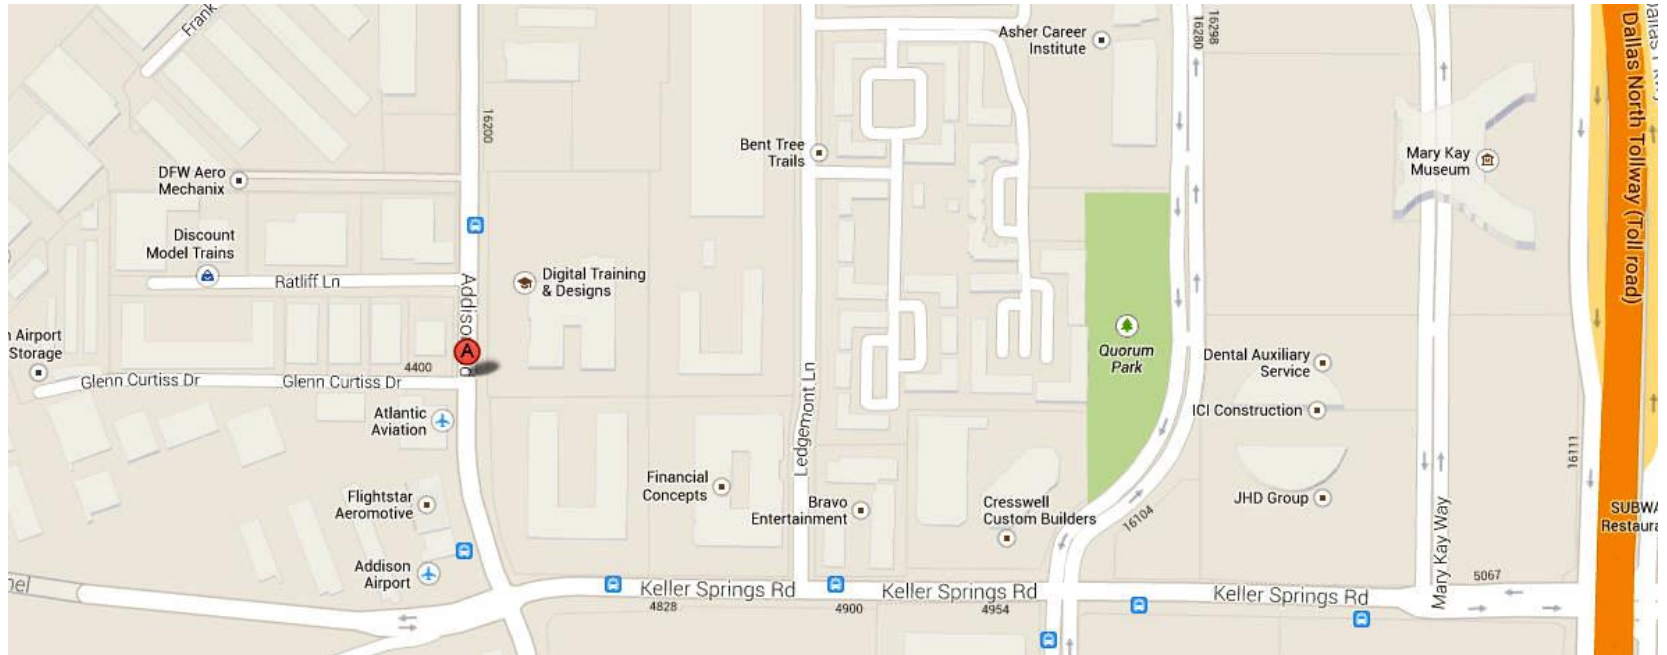 Frank
16200
DFW Aero
Mechanix
Discount
Model Trains
Ratliff Ln
Addiso
A
Airport
Storage
4400
Glenn Curtiss Dr
Glenn Curtiss Dr
Atlantic
Aviation
Flightstar
Aeromotive
Addison
Airport
Digital Training
& Designs
Financial
Concepts
Bent Tree
Trails
Ledgemont Ln
Bravo
Entertainment
Asher Career
Institute
16280
16298
Quorum
Park
Cresswell
Custom Builders
16104
Dental Auxiliary
Service
ICI Construction
JHD Group
Mary Kay
Museum
Mary Kay Way
16111
Dallas North Tollway (Toll road)
SUBWA
Restaura
Keller Springs Rd
Keller Springs Rd
Keller Springs Rd
4828
4900
4954
5067